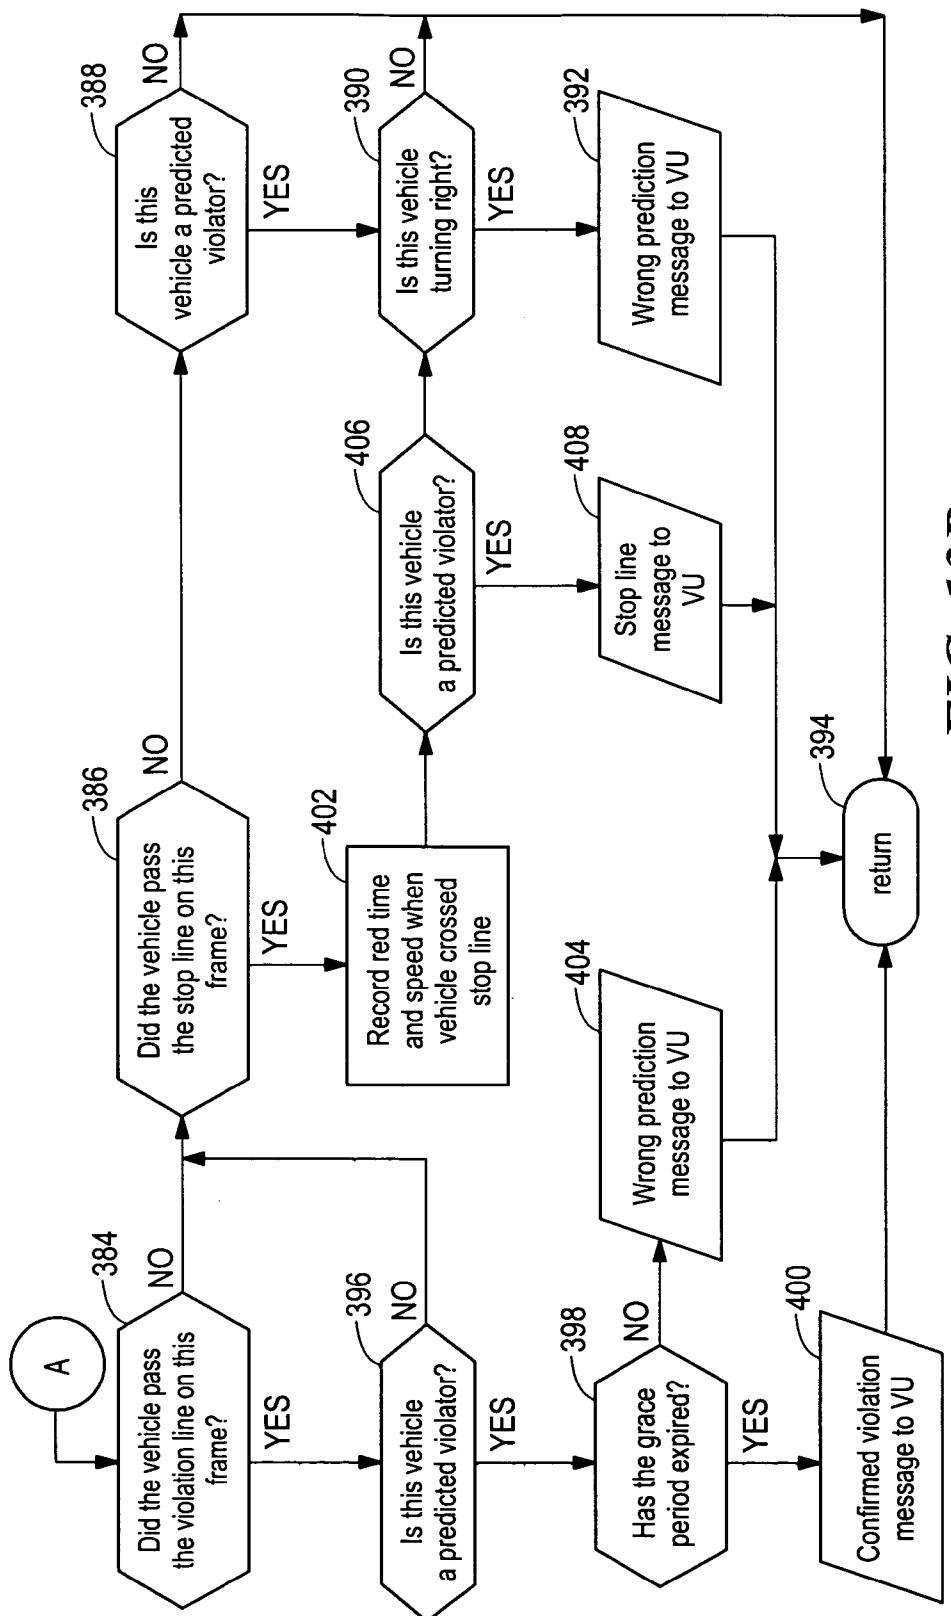 A
384
Did the vehicle pass
the violation line on this
frame?
NO
YES
386
Did the vehicle pass
the stop line on this
frame?
NO
YES
388
Is this
vehicle a predicted
violator?
NO
YES
396
Is this vehicle
a predicted violator?
NO
YES
402
Record red time
and speed when
vehicle crossed
stop line
406
Is this vehicle
a predicted violator?
YES
390
Is this vehicle
turning right?
NO
YES
398
Has the grace
period expired?
NO
YES
404
Wrong prediction
message to VU
408
Stop line
message to
VU
392
Wrong prediction
message to VU
400
Confirmed violation
message to VU
394
return